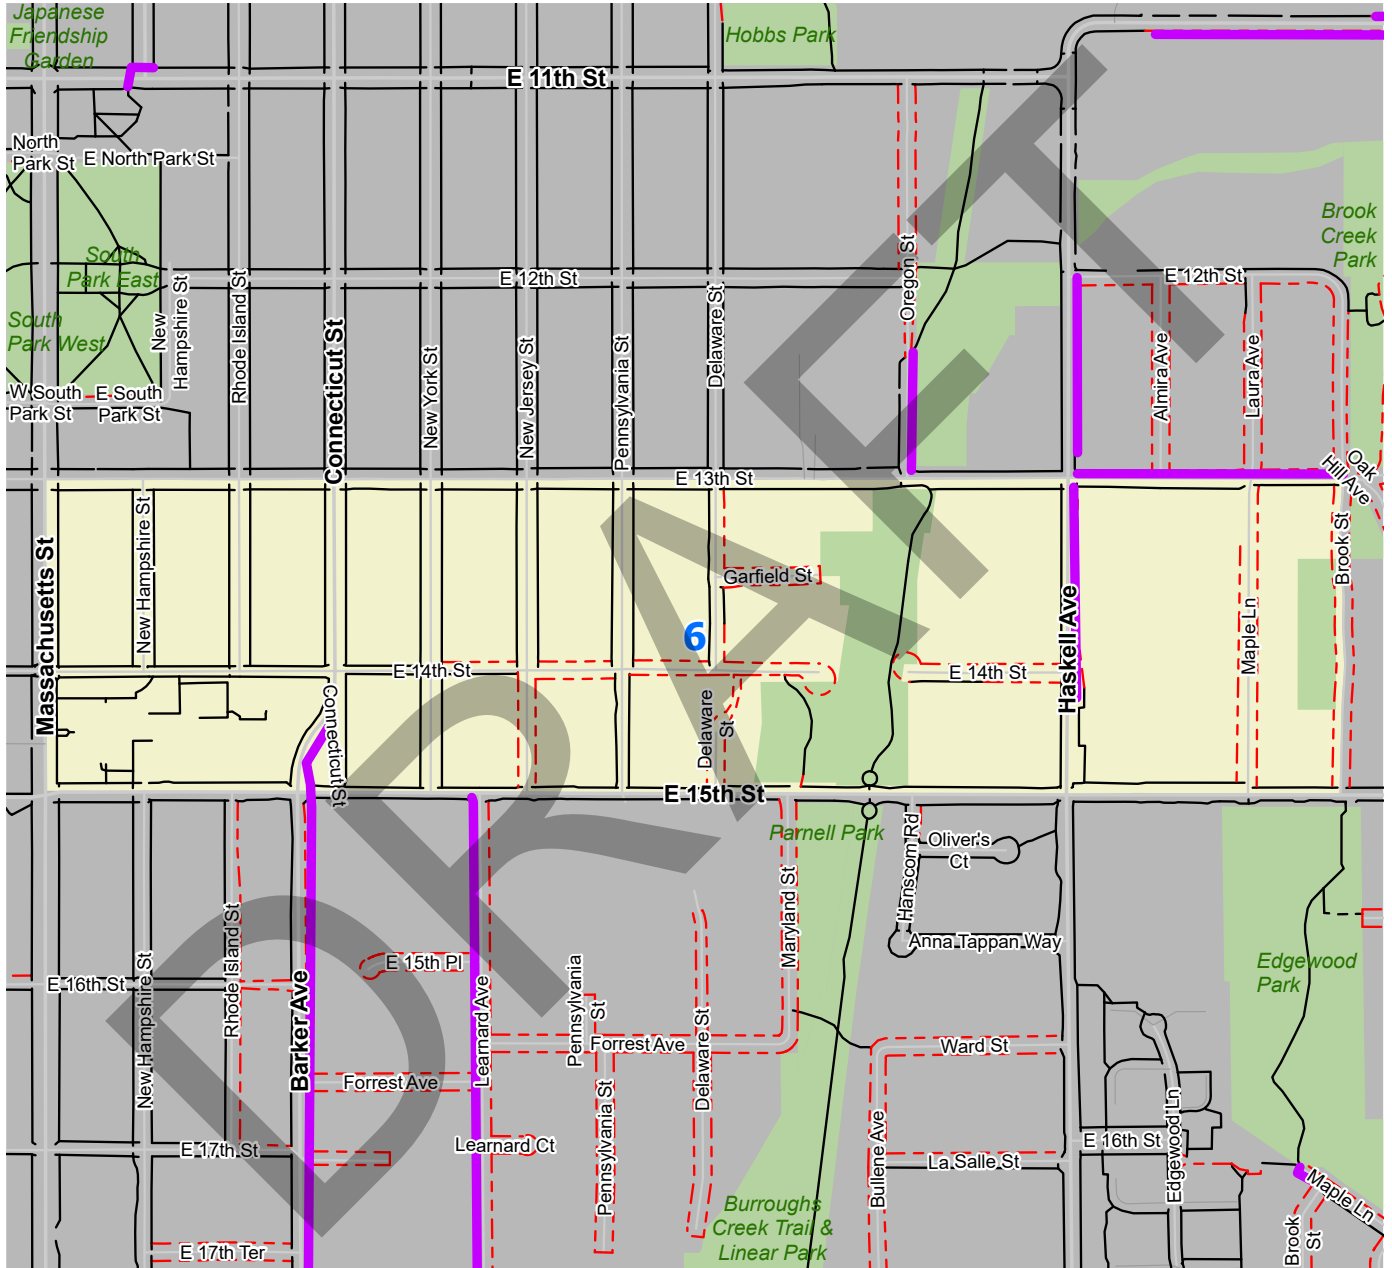 Japanese
Friendship
Garden
Hobbs Park
E 11th St
North
Park St
E North Park St
Brook
Creek
Park
South
Park East
E 12th St
E 12th St
New
Hampshire St
Rhode Island St
Connecticut St
New York St
New Jersey St
Pennsylvania St
Delaware St
Oregon St
Almira Ave
Laura Ave
South
Park West
W South
Park St
E South
Park St
E 13th St
Oak
Hill Ave
Massachusetts St
New Hampshire St
Garfield St
Haskell Ave
Maple Ln
Brook St
6
E 14th St
E 14th St
Connecticut St
Delaware
St
E 15th St
Parnell Park
Hanscom Rd
Oliver's
Ct
Maryland St
Anna Tappan Way
Edgewood
Park
E 16th St
New Hampshire St
Rhode Island St
Barker Ave
E 15th Pl
Learnard Ave
Pennsylvania
St
Forrest Ave
Delaware St
Ward St
Forrest Ave
Pennsylvania St
Bullene Ave
Edgewood Ln
E 16th St
E 17th St
Learnard Ct
La Salle St
Maple Ln
Burroughs
Creek Trail &
Linear Park
Brook
St
E 17th Ter
DRAFT